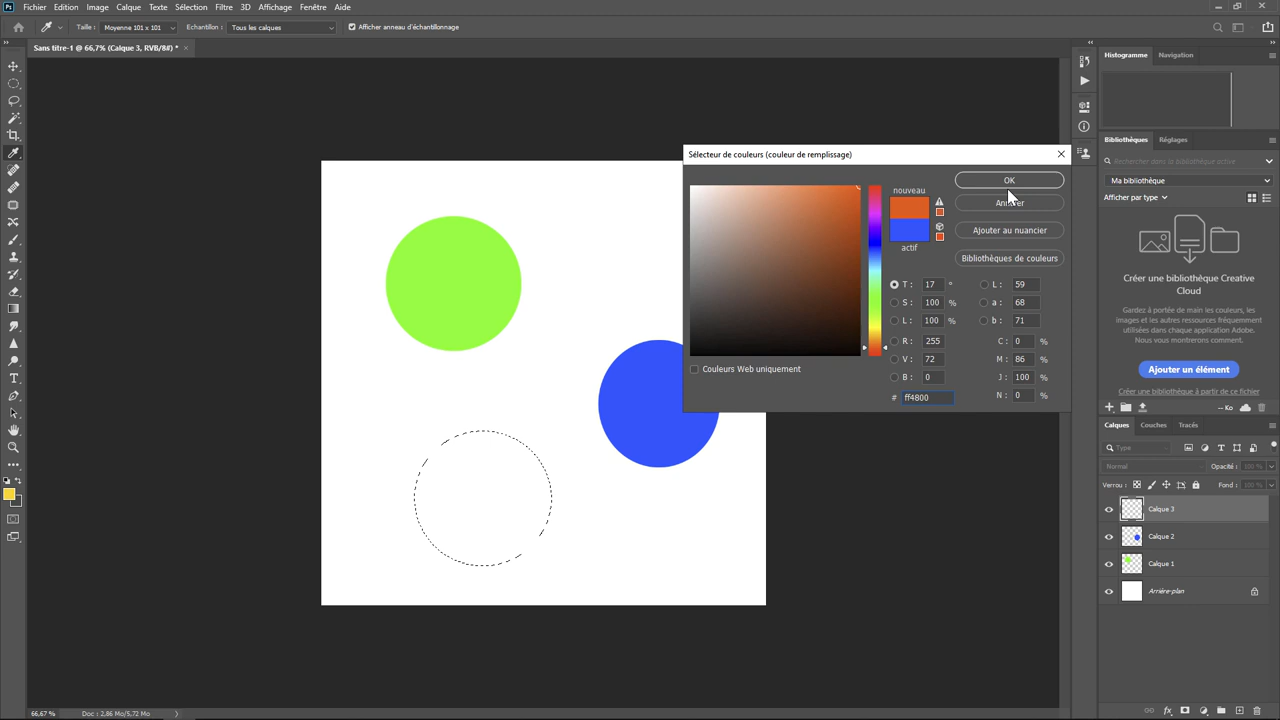 Ps Fichier Edition Image Calque Texte Sélection Filtre 3D Affichage Fenêtre Aide
Taille : Moyenne 101 x 101 Echantillon : Tous les calques Afficher anneau d'échantillonnage
Sans titre-1 @ 66,7% (Calque 3, RVB/8#) * ×
Histogramme Navigation
Bibliothèques Réglages
Rechercher dans la bibliothèque active
Ma bibliothèque
Afficher par type
Créer une bibliothèque Creative
Cloud
Gardez à portée de main les couleurs, les
images et les autres ressources fréquemment
utilisées dans chaque application Adobe.
Nous vous montrerons comment.
Ajouter un élément
Créer une bibliothèque à partir de ce fichier
-- Ko
Sélecteur de couleurs (couleur de remplissage)
nouveau
actif
OK
Annuler
Ajouter au nuancier
Bibliothèques de couleurs
T : 17 ° L : 59
S : 100 % a : 68
L : 100 % b : 71
R : 255 C : 0 %
V : 72 M : 86 %
B : 0 J : 100 %
# ff4800 N : 0 %
Couleurs Web uniquement
Calques Couches Tracés
Type
Normal Opacité : 100 %
Verrou : Fond : 100 %
Calque 3
Calque 2
Calque 1
Arrière-plan
66,67 % Doc : 2,86 Mo/5,72 Mo